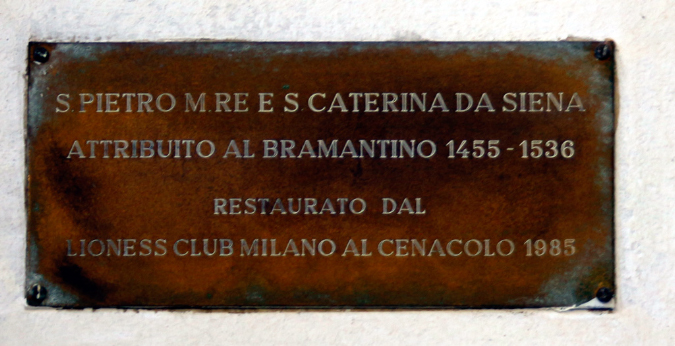 S. PIETRO M.RE E S. CATERINA DA SIENA
ATTRIBUITO AL BRAMANTINO 1455-1536
RESTAURATO DAL
LIONESS CLUB MILANO AL CENACOLO 1985